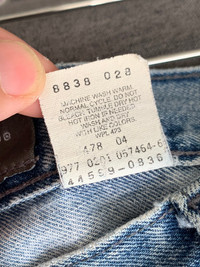 8838 028
MACHINE WASH WARM
NORMAL CYCLE. DO NOT
BLEACH. TUMBLE DRY HOT
HOT IRON IF NEEDED
WASH AND DRY
WITH LIKE COLORS.
WPL 423
478 04
977 0201 057464-6
44559-0836